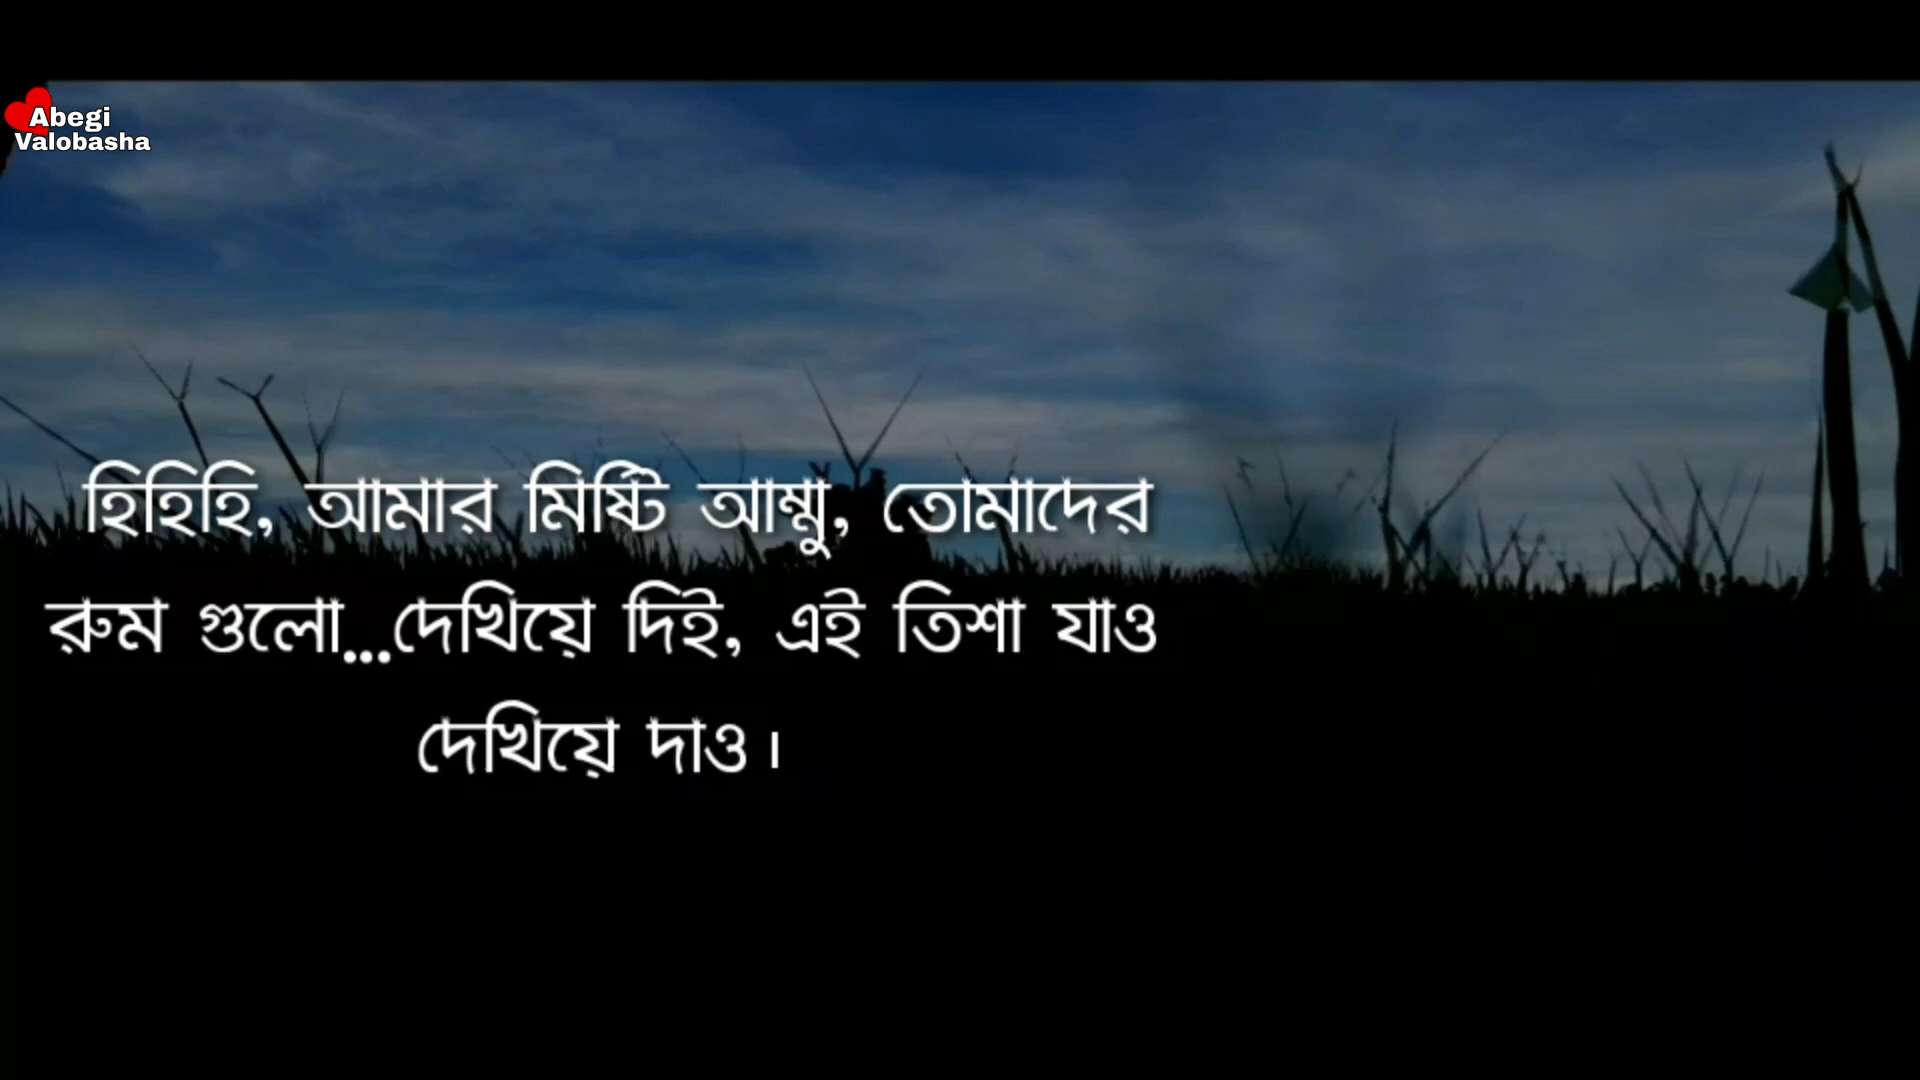 Abegi
Valobasha
হিহিহি, আমার মিষ্টি আম্মু, তোমাদের
রুম গুলো...দেখিয়ে দিই, এই তিশা যাও
দেখিয়ে দাও।